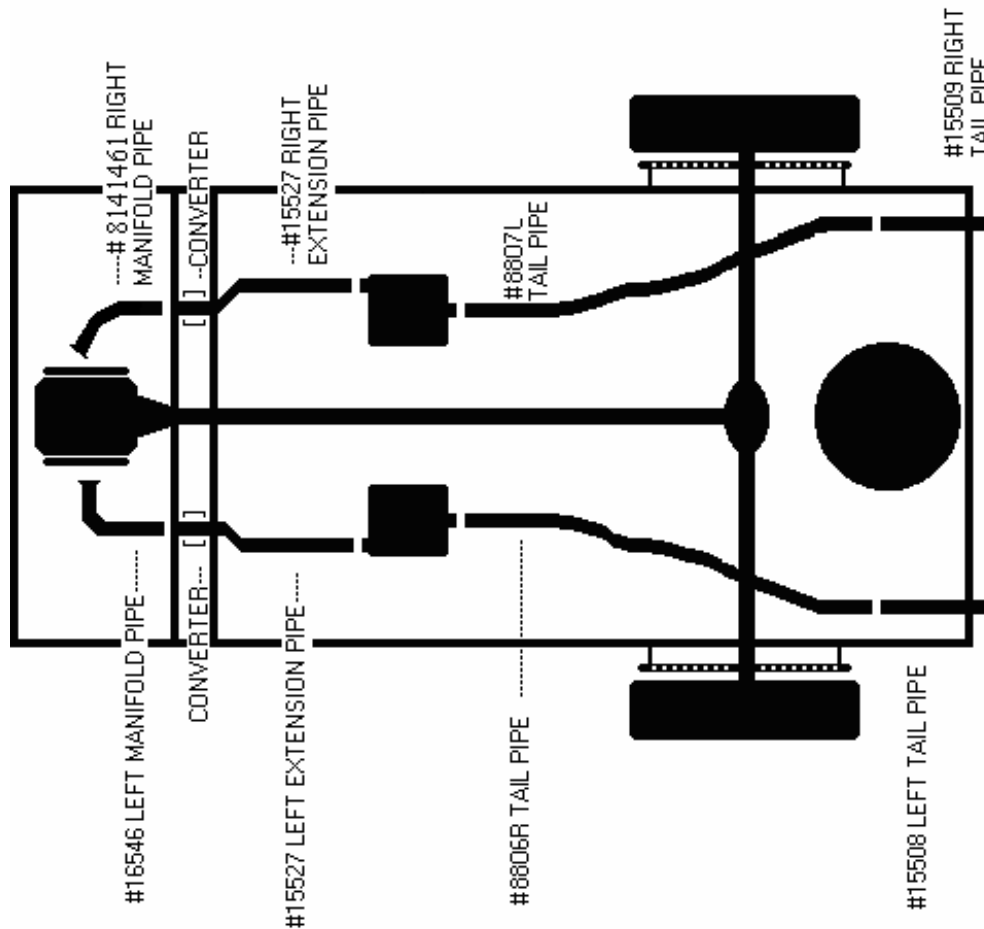 ----# 8141461 RIGHT
MANIFOLD PIPE
[ ] --CONVERTER
--#15527 RIGHT
EXTENSION PIPE
#8807L
TAIL PIPE
#15509 RIGHT
TAIL PIPE
#16546 LEFT MANIFOLD PIPE------
CONVERTER--- [ ]
#15527 LEFT EXTENSION PIPE----
#8806R TAIL PIPE ----------------
#15508 LEFT TAIL PIPE